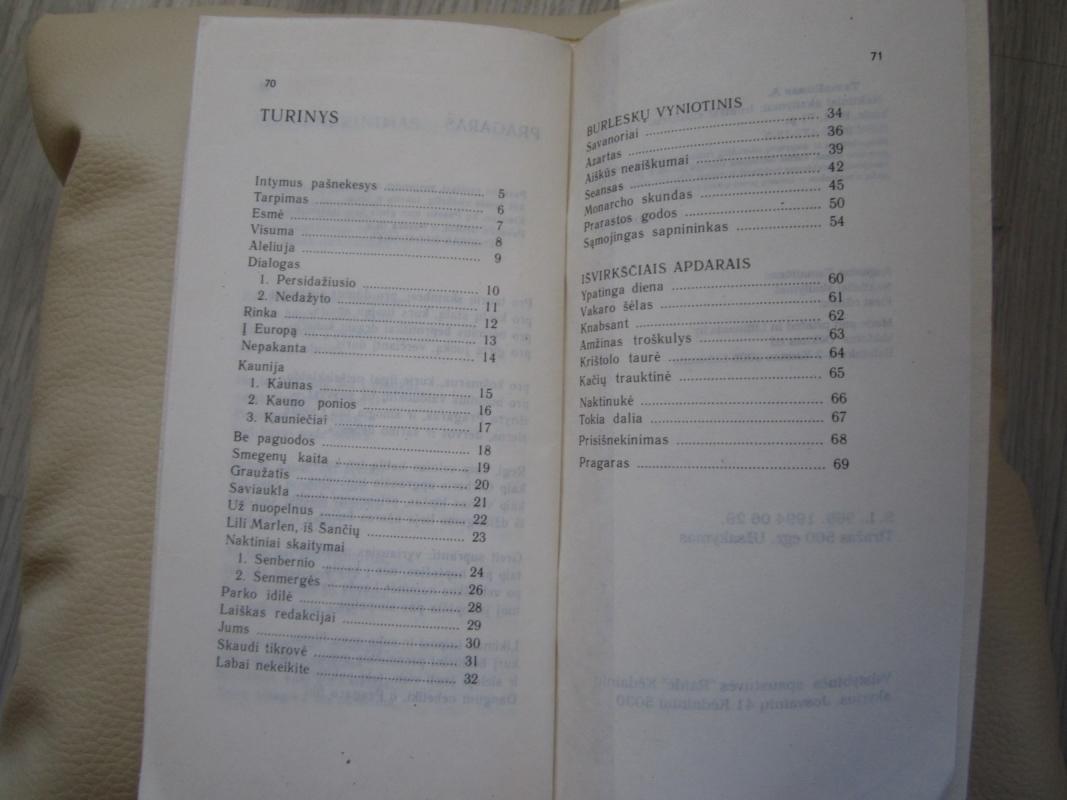 70
TURINYS
Intymus pašnekesys ........ 5
Tarpimas ........ 6
Esmė ........ 7
Visuma ........ 8
Aleliuja ........ 9
Dialogas
1. Persidažiusio ........ 10
2. Nedažyto ........ 11
Rinka ........ 12
Į Europą ........ 13
Nepakanta ........ 14
Kaunija
1. Kaunas ........ 15
2. Kauno ponios ........ 16
3. Kauniečiai ........ 17
Be paguodos ........ 18
Smegenų kaita ........ 19
Graužatis ........ 20
Saviaukla ........ 21
Už nuopelnus ........ 22
Lili Marlen, iš Šančių ........ 23
Naktiniai skaitymai
1. Senbernio ........ 24
2. Senmergės ........ 26
Parko idilė ........ 28
Laiškas redakcijai ........ 29
Jums ........ 30
Skaudi tikrovė ........ 31
Labai nekeikite ........ 32
71
BURLESKŲ VYNIOTINIS
Savanoriai ........ 34
Azartas ........ 36
Aiškūs neaiškumai ........ 39
Seansas ........ 42
Monarcho skundas ........ 45
Prarastos godos ........ 50
Sąmojingas sapnininkas ........ 54
IŠVIRKŠČIAIS APDARAIS
Ypatinga diena ........ 60
Vakaro šėlas ........ 61
Knabsant ........ 62
Amžinas troškulys ........ 63
Krištolo taurė ........ 64
Kačių trauktinė ........ 65
Naktinukė ........ 66
Tokia dalia ........ 67
Prisišnekinimas ........ 68
Pragaras ........ 69